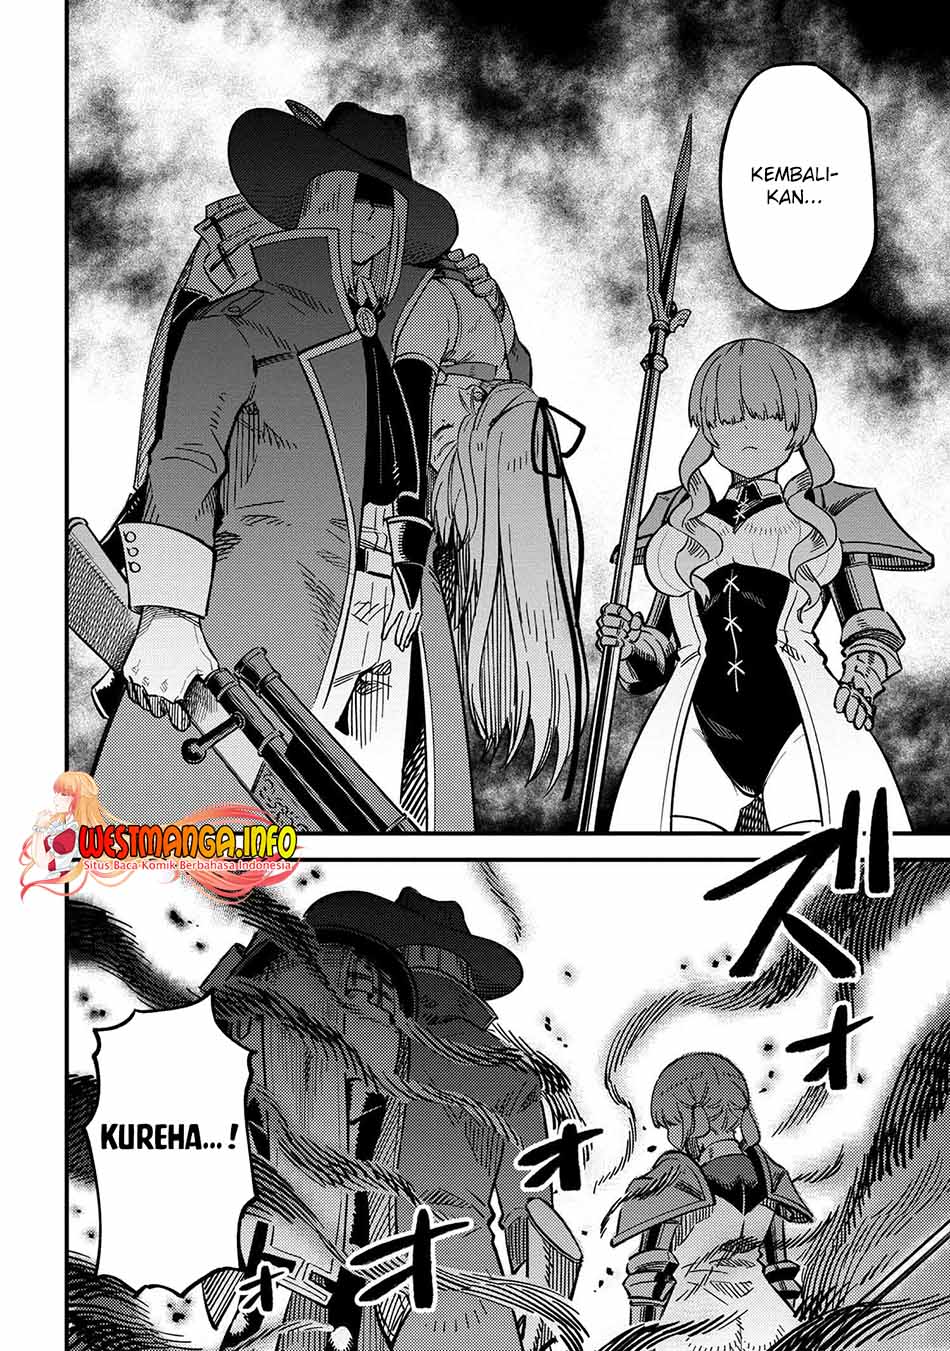 KEMBALI-
KAN...
WESTMANGA.INFO
Situs Baca Komik Berbahasa Indonesia
ズ
オ
KUREHA...!
オ
オ